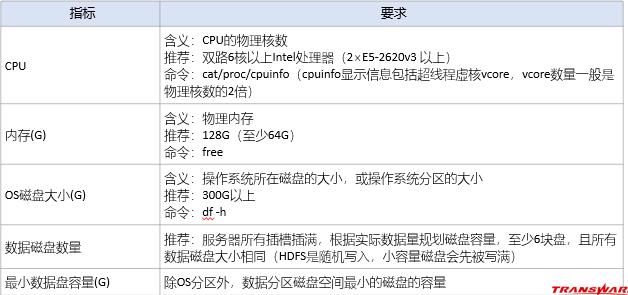 指标 要求
CPU
含义：CPU的物理核数
推荐：双路6核以上Intel处理器（2×E5-2620v3 以上）
命令：cat/proc/cpuinfo（cpuinfo显示信息包括超线程虚核vcore，vcore数量一般是
物理核数的2倍）
内存(G)
含义：物理内存
推荐：128G（至少64G）
命令：free
OS磁盘大小(G)
含义：操作系统所在磁盘的大小，或操作系统分区的大小
推荐：300G以上
命令：df -h
数据磁盘数量
推荐：服务器所有插槽插满，根据实际数据量规划磁盘容量，至少6块盘，且所有
数据磁盘大小相同（HDFS是随机写入，小容量磁盘会先被写满）
最小数据盘容量(G) 除OS分区外，数据分区磁盘空间最小的磁盘的容量
TRANSWAR